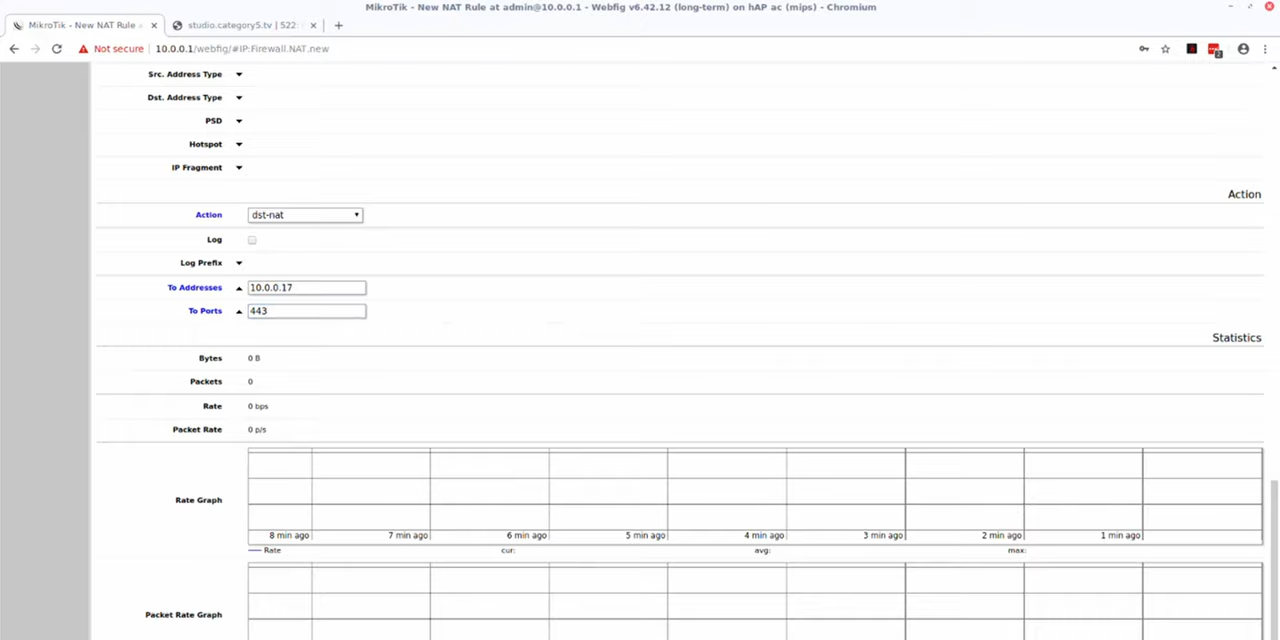 MikroTik - New NAT Rule at admin@10.0.0.1 - Webfig v6.42.12 (long-term) on hAP ac (mips) - Chromium
MikroTik - New NAT Rule
studio.category5.tv | 522:
Not secure 10.0.0.1/webfig/#IP:Firewall.NAT.new
Src. Address Type
Dst. Address Type
PSD
Hotspot
IP Fragment
Action
Action dst-nat
Log
Log Prefix
To Addresses 10.0.0.17
To Ports 443
Statistics
Bytes 0 B
Packets 0
Rate 0 bps
Packet Rate 0 p/s
Rate Graph
8 min ago 7 min ago 6 min ago 5 min ago 4 min ago 3 min ago 2 min ago 1 min ago
Rate cur: avg: max:
Packet Rate Graph